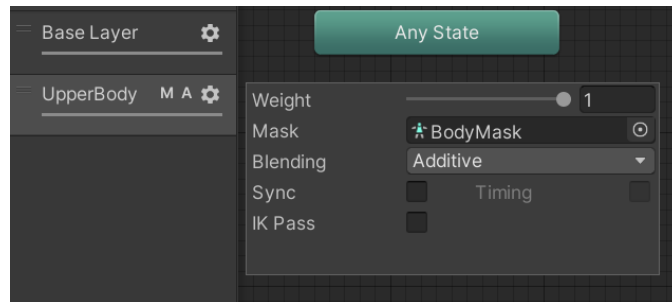 Base Layer
Any State
UpperBody M A
Weight 1
Mask BodyMask
Blending Additive
Sync Timing
IK Pass